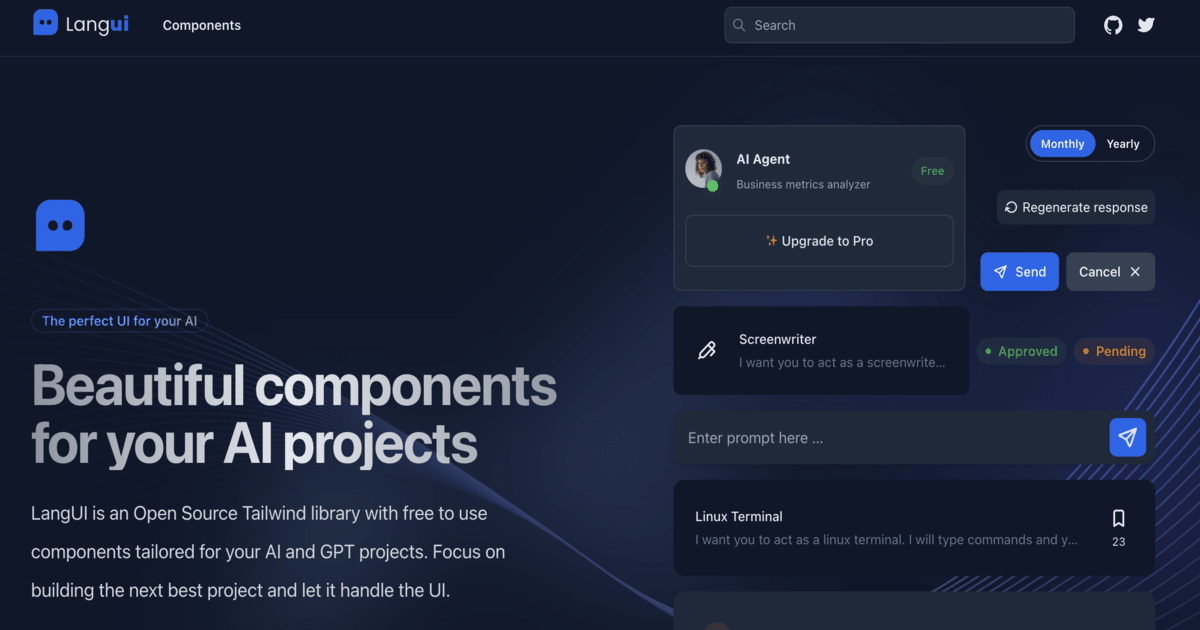 Langui
Components
Search
The perfect UI for your AI
Beautiful components
for your AI projects
LangUI is an Open Source Tailwind library with free to use
components tailored for your AI and GPT projects. Focus on
building the next best project and let it handle the UI.
AI Agent
Business metrics analyzer
Free
Upgrade to Pro
Monthly
Yearly
Regenerate response
Send
Cancel
Screenwriter
I want you to act as a screenwrite...
Approved
Pending
Enter prompt here ...
Linux Terminal
I want you to act as a linux terminal. I will type commands and y...
23